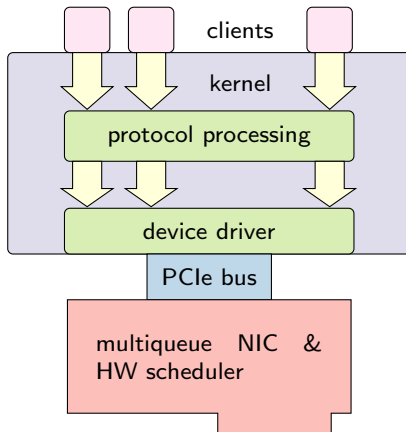 clients
kernel
protocol processing
device driver
PCIe bus
multiqueue NIC &
HW scheduler